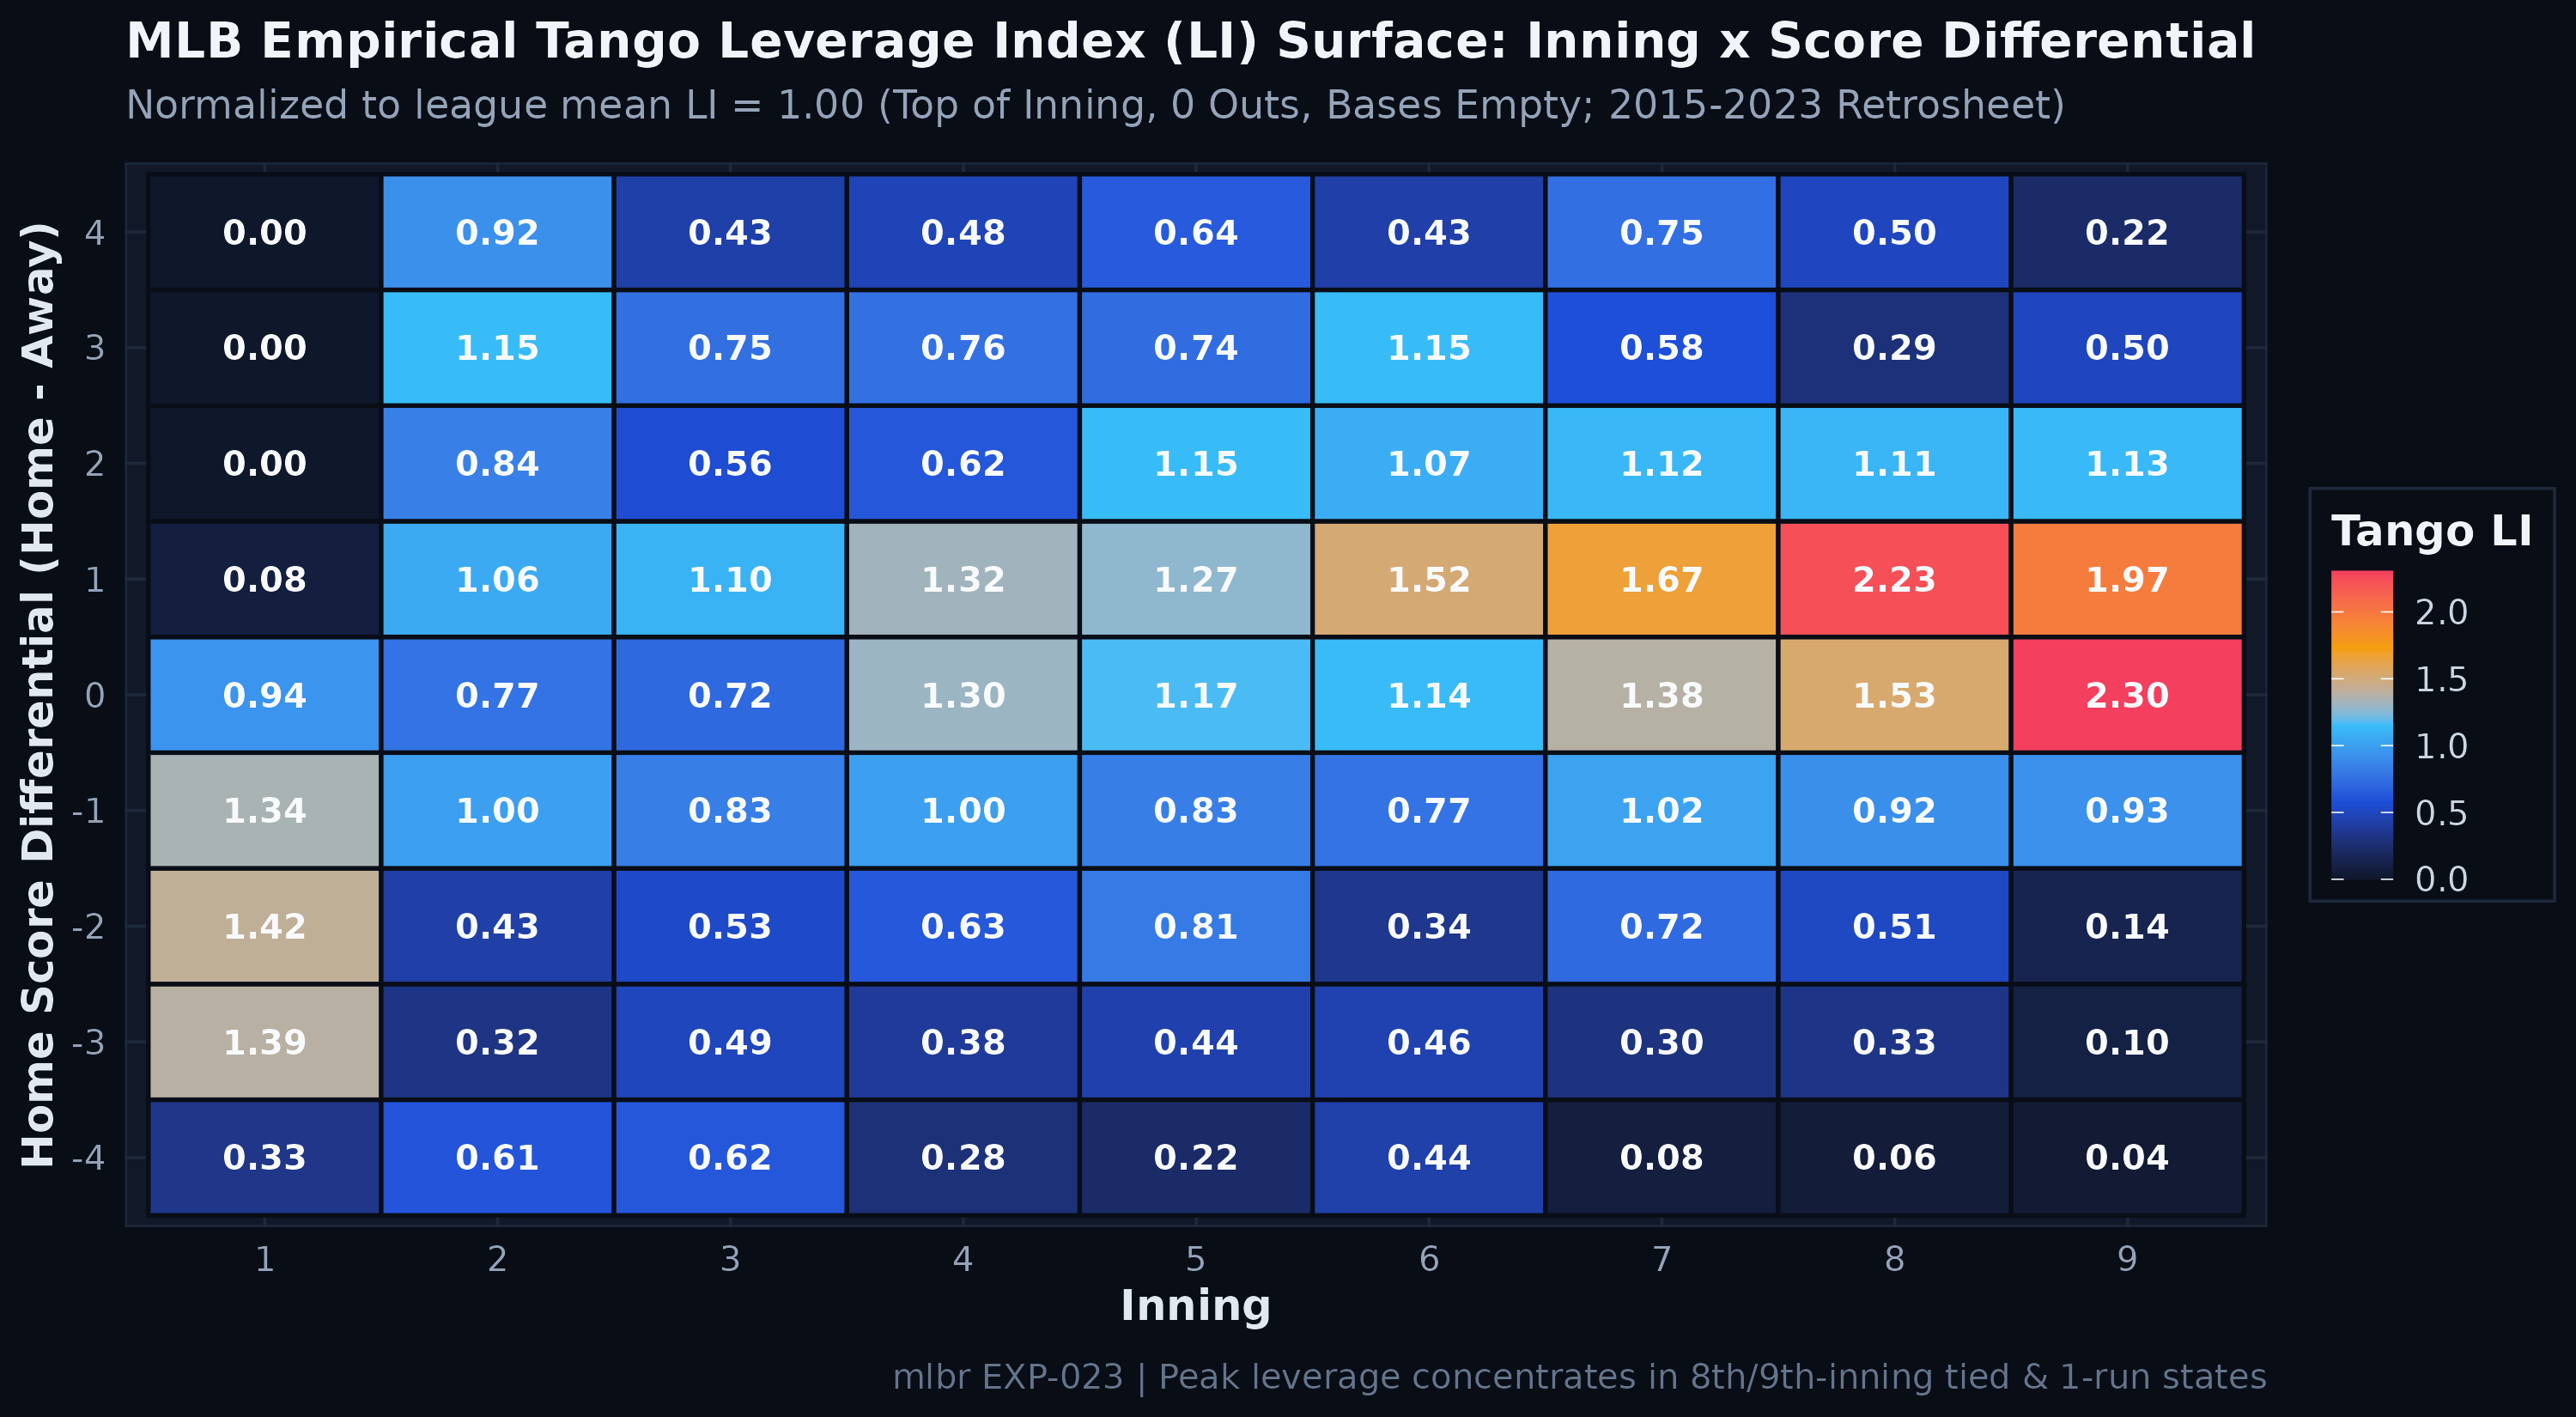 MLB Empirical Tango Leverage Index (LI) Surface: Inning x Score Differential
Normalized to league mean LI = 1.00 (Top of Inning, 0 Outs, Bases Empty; 2015-2023 Retrosheet)
Home Score Differential (Home - Away)
4 0.00 0.92 0.43 0.48 0.64 0.43 0.75 0.50 0.22
3 0.00 1.15 0.75 0.76 0.74 1.15 0.58 0.29 0.50
2 0.00 0.84 0.56 0.62 1.15 1.07 1.12 1.11 1.13
1 0.08 1.06 1.10 1.32 1.27 1.52 1.67 2.23 1.97
0 0.94 0.77 0.72 1.30 1.17 1.14 1.38 1.53 2.30
-1 1.34 1.00 0.83 1.00 0.83 0.77 1.02 0.92 0.93
-2 1.42 0.43 0.53 0.63 0.81 0.34 0.72 0.51 0.14
-3 1.39 0.32 0.49 0.38 0.44 0.46 0.30 0.33 0.10
-4 0.33 0.61 0.62 0.28 0.22 0.44 0.08 0.06 0.04
1 2 3 4 5 6 7 8 9
Inning
Tango LI
2.0
1.5
1.0
0.5
0.0
mlbr EXP-023 | Peak leverage concentrates in 8th/9th-inning tied & 1-run states